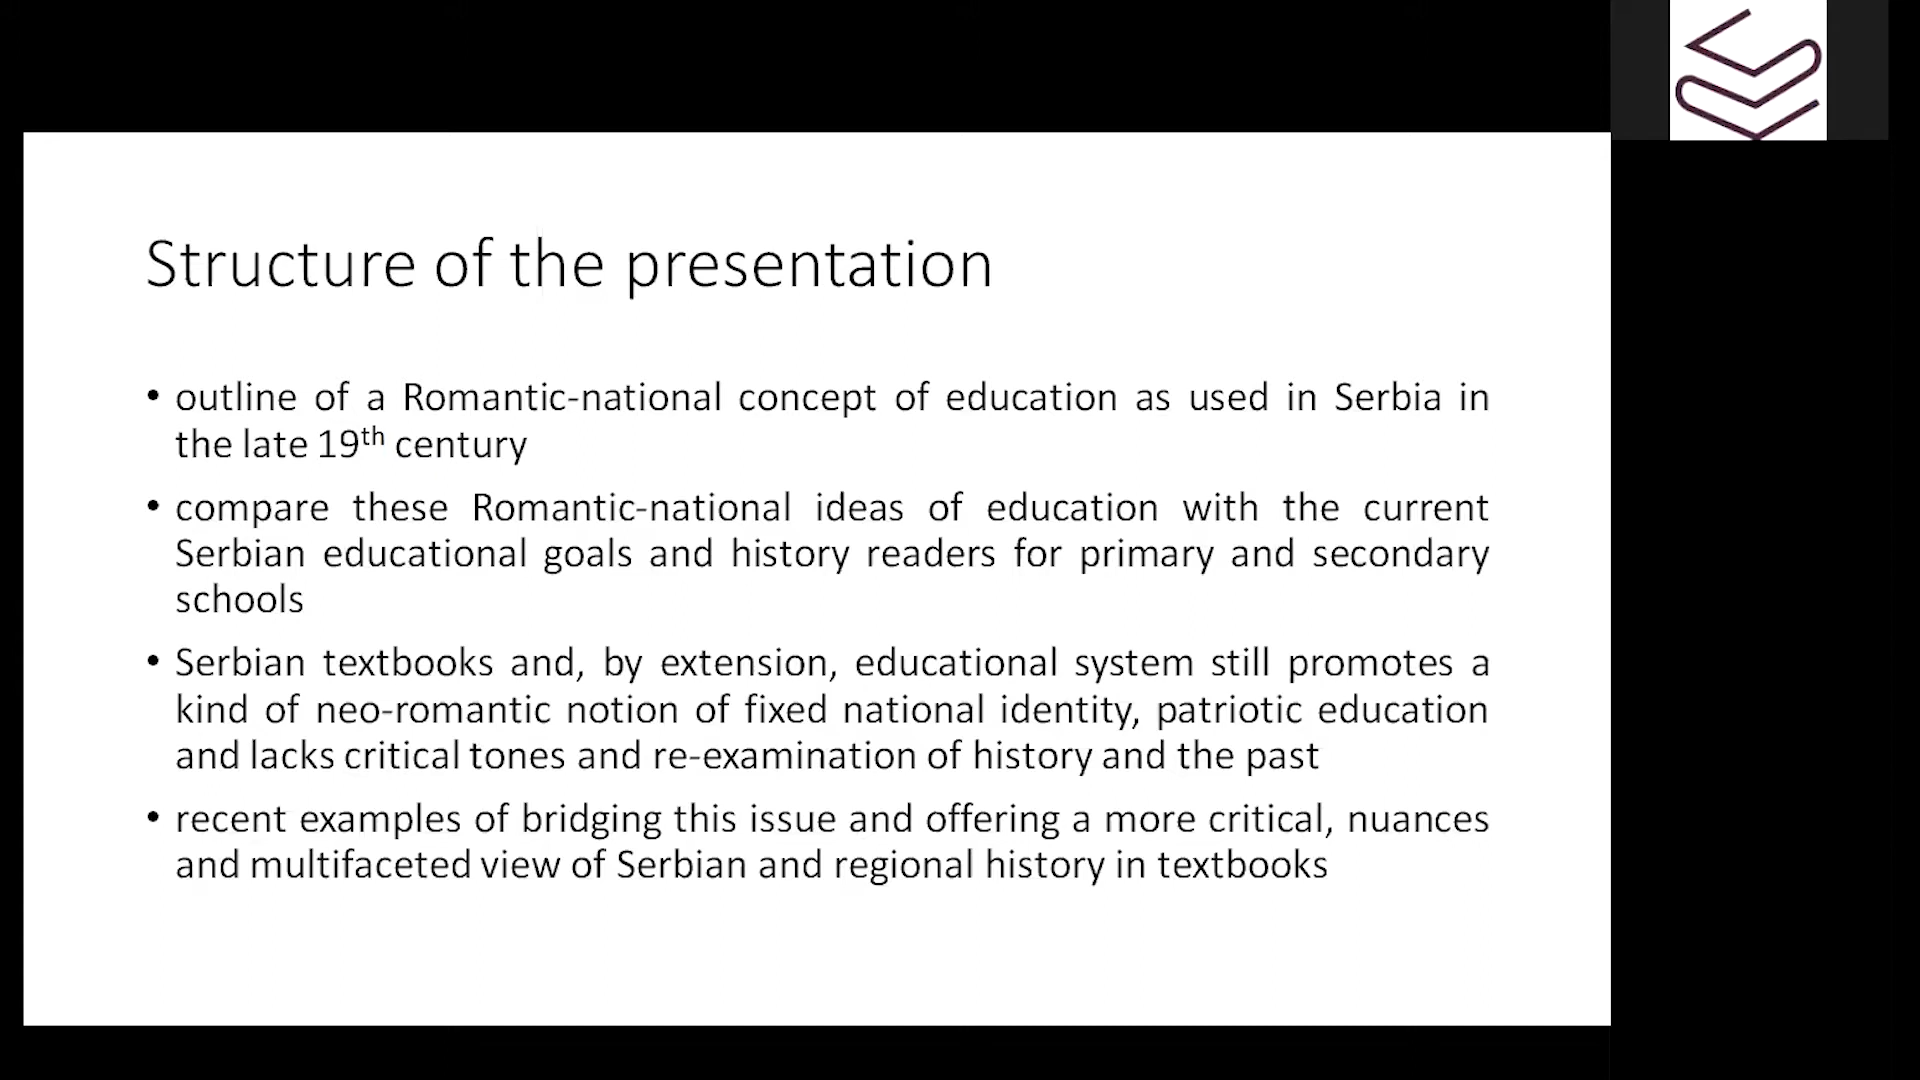 Structure of the presentation
• outline of a Romantic-national concept of education as used in Serbia in
the late 19th century
• compare these Romantic-national ideas of education with the current
Serbian educational goals and history readers for primary and secondary
schools
• Serbian textbooks and, by extension, educational system still promotes a
kind of neo-romantic notion of fixed national identity, patriotic education
and lacks critical tones and re-examination of history and the past
• recent examples of bridging this issue and offering a more critical, nuances
and multifaceted view of Serbian and regional history in textbooks